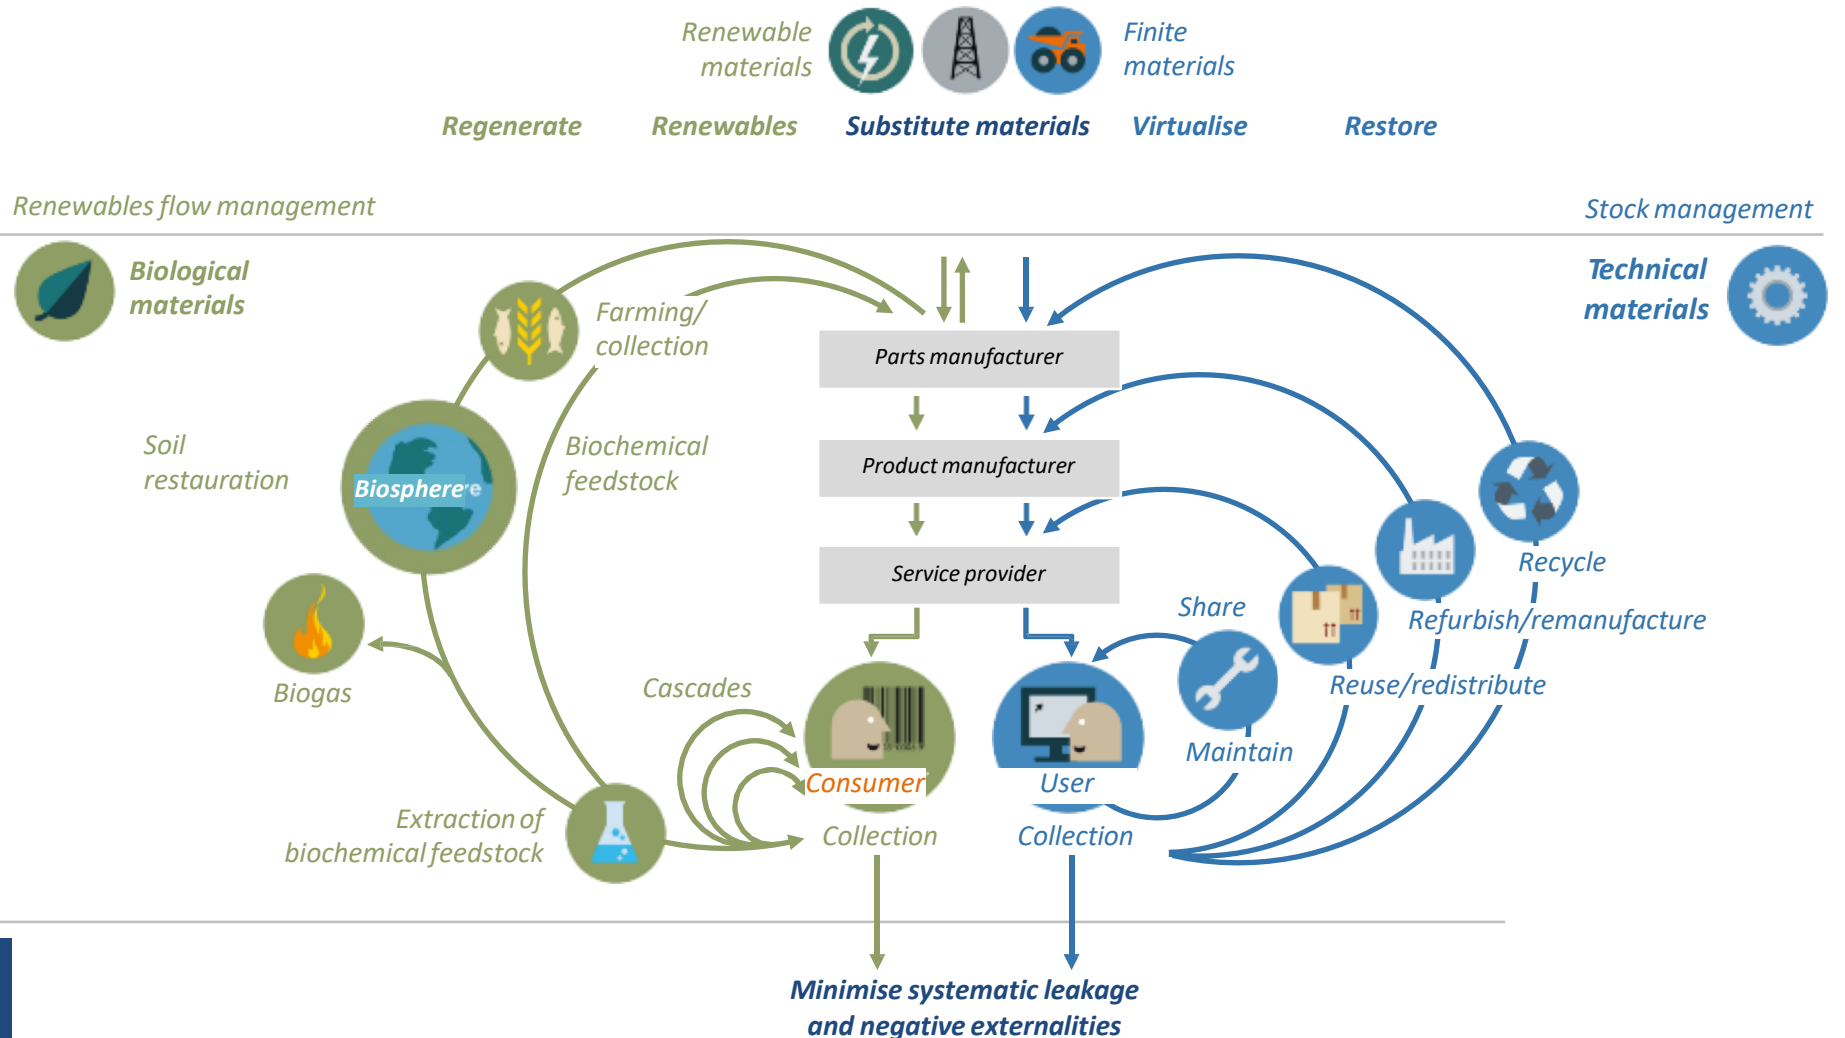 Renewable
materials
Finite
materials
Regenerate
Renewables
Substitute materials
Virtualise
Restore
Renewables flow management
Stock management
Biological
materials
Technical
materials
Farming/
collection
Parts manufacturer
Soil
restauration
Biochemical
feedstock
Product manufacturer
Biosphere
Service provider
Recycle
Share
Refurbish/remanufacture
Biogas
Cascades
Reuse/redistribute
Maintain
Consumer
User
Extraction of
biochemical feedstock
Collection
Collection
Minimise systematic leakage
and negative externalities